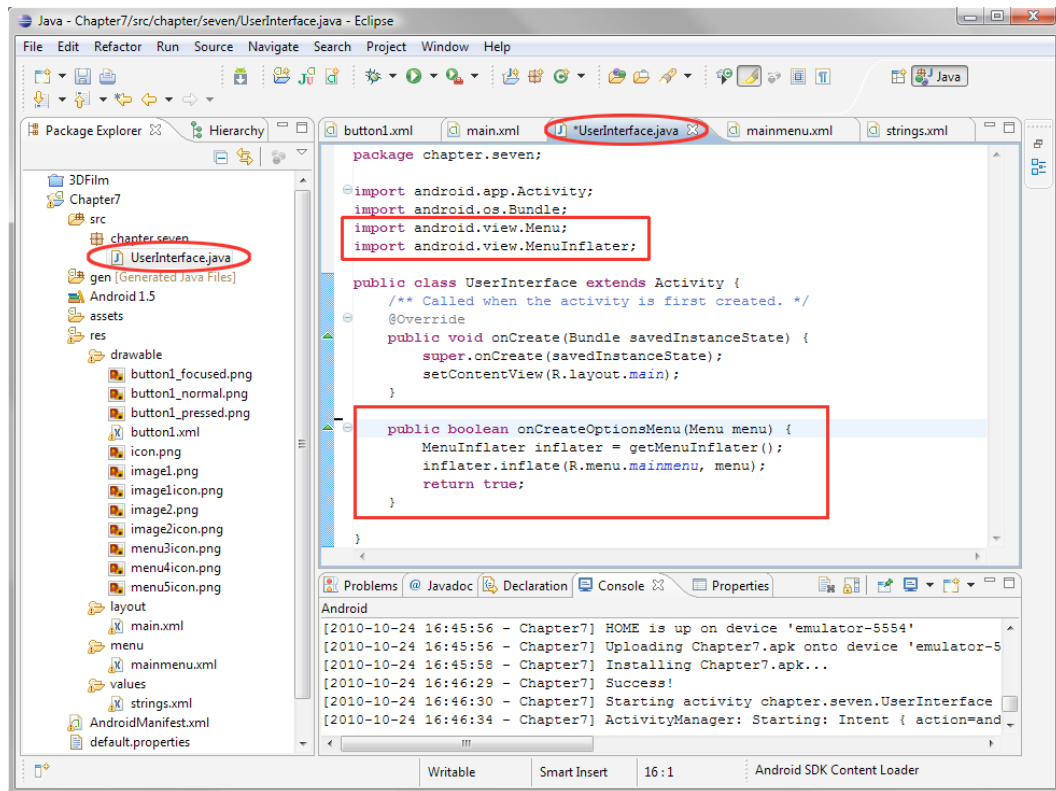 Java - Chapter7/src/chapter/seven/UserInterface.java - Eclipse
File Edit Refactor Run Source Navigate Search Project Window Help
Java
Package Explorer Hierarchy
3DFilm
Chapter7
src
chapter.seven
UserInterface.java
gen [Generated Java Files]
Android 1.5
assets
res
drawable
button1_focused.png
button1_normal.png
button1_pressed.png
button1.xml
icon.png
image1.png
image1icon.png
image2.png
image2icon.png
menu3icon.png
menu4icon.png
menu5icon.png
layout
main.xml
menu
mainmenu.xml
values
strings.xml
AndroidManifest.xml
default.properties
button1.xml main.xml *UserInterface.java mainmenu.xml strings.xml
package chapter.seven;
import android.app.Activity;
import android.os.Bundle;
import android.view.Menu;
import android.view.MenuInflater;
public class UserInterface extends Activity {
/** Called when the activity is first created. */
@Override
public void onCreate(Bundle savedInstanceState) {
super.onCreate(savedInstanceState);
setContentView(R.layout.main);
}
public boolean onCreateOptionsMenu(Menu menu) {
MenuInflater inflater = getMenuInflater();
inflater.inflate(R.menu.mainmenu, menu);
return true;
}
}
Problems @ Javadoc Declaration Console Properties
Android
[2010-10-24 16:45:56 - Chapter7] HOME is up on device 'emulator-5554'
[2010-10-24 16:45:56 - Chapter7] Uploading Chapter7.apk onto device 'emulator-5
[2010-10-24 16:45:58 - Chapter7] Installing Chapter7.apk...
[2010-10-24 16:46:29 - Chapter7] Success!
[2010-10-24 16:46:30 - Chapter7] Starting activity chapter.seven.UserInterface
[2010-10-24 16:46:34 - Chapter7] ActivityManager: Starting: Intent { action=and
Writable Smart Insert 16 : 1 Android SDK Content Loader